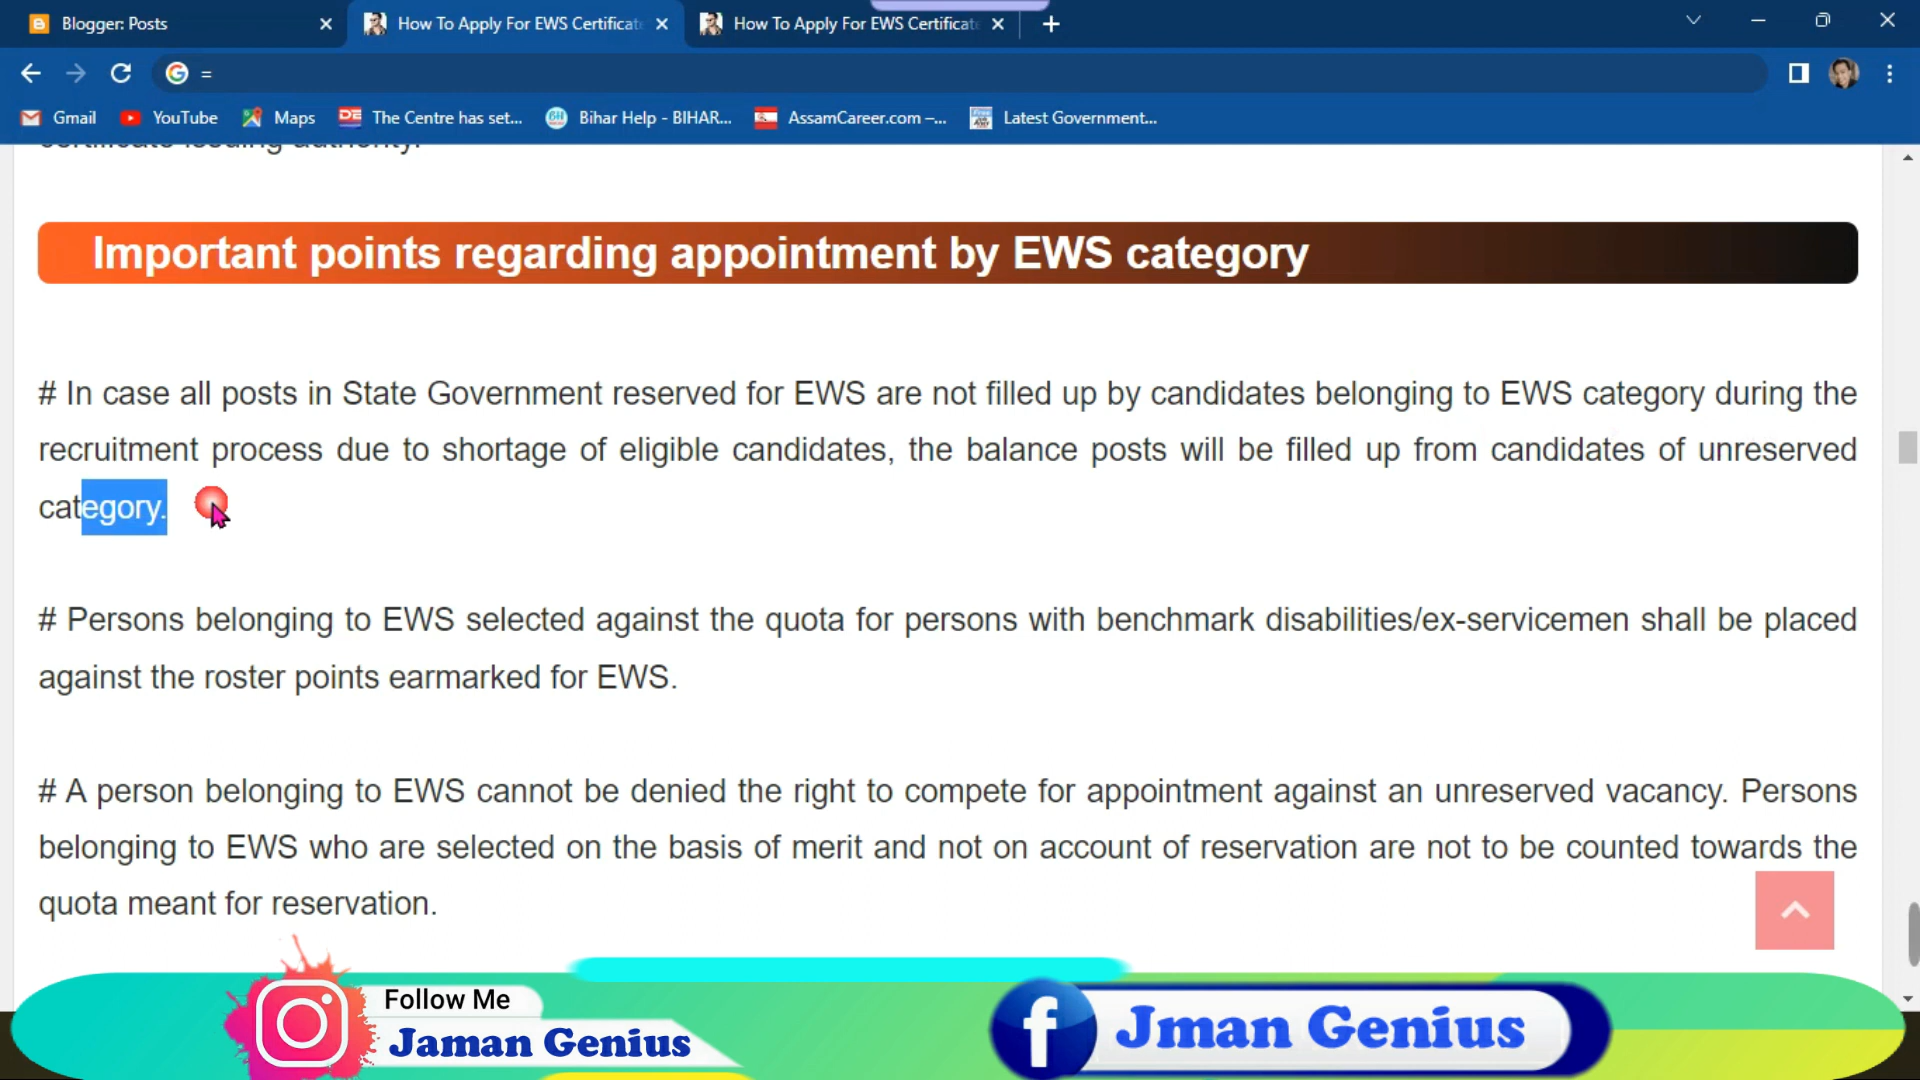 Blogger: Posts
How To Apply For EWS Certificat
How To Apply For EWS Certificat
=
Gmail
YouTube
Maps
The Centre has set...
Bihar Help - BIHAR...
AssamCareer.com –...
Latest Government...
certificate issuing authority.
Important points regarding appointment by EWS category
# In case all posts in State Government reserved for EWS are not filled up by candidates belonging to EWS category during the
recruitment process due to shortage of eligible candidates, the balance posts will be filled up from candidates of unreserved
category.
# Persons belonging to EWS selected against the quota for persons with benchmark disabilities/ex-servicemen shall be placed
against the roster points earmarked for EWS.
# A person belonging to EWS cannot be denied the right to compete for appointment against an unreserved vacancy. Persons
belonging to EWS who are selected on the basis of merit and not on account of reservation are not to be counted towards the
quota meant for reservation.
Follow Me
Jaman Genius
Jman Genius